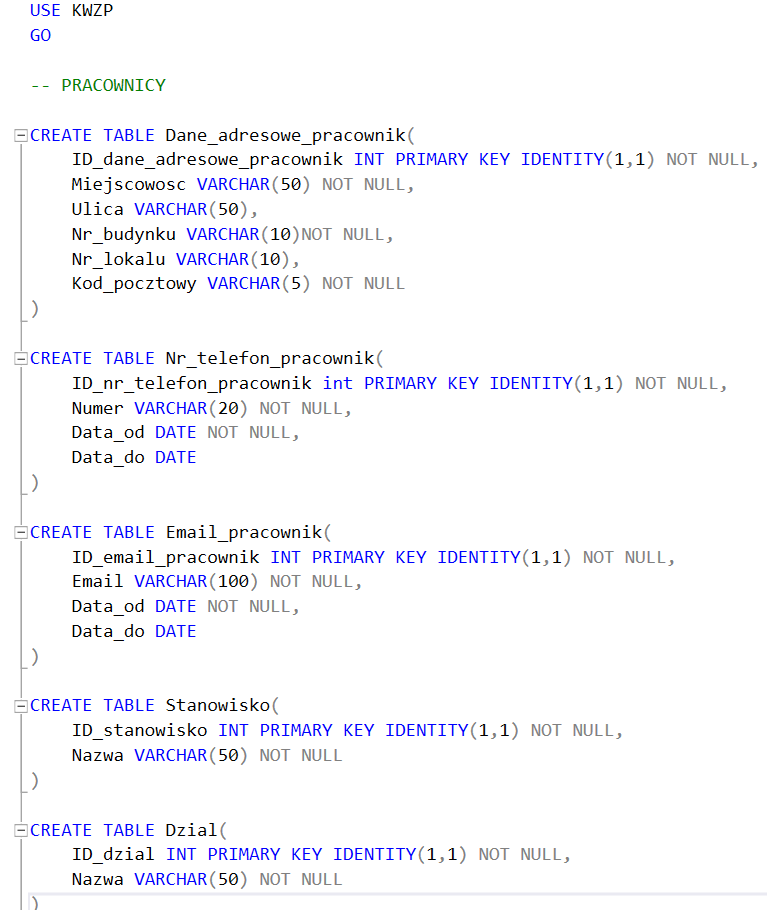 USE KWZP
GO
-- PRACOWNICY
CREATE TABLE Dane_adresowe_pracownik(
ID_dane_adresowe_pracownik INT PRIMARY KEY IDENTITY(1,1) NOT NULL,
Miejscowosc VARCHAR(50) NOT NULL,
Ulica VARCHAR(50),
Nr_budynku VARCHAR(10)NOT NULL,
Nr_lokalu VARCHAR(10),
Kod_pocztowy VARCHAR(5) NOT NULL
)
CREATE TABLE Nr_telefon_pracownik(
ID_nr_telefon_pracownik int PRIMARY KEY IDENTITY(1,1) NOT NULL,
Numer VARCHAR(20) NOT NULL,
Data_od DATE NOT NULL,
Data_do DATE
)
CREATE TABLE Email_pracownik(
ID_email_pracownik INT PRIMARY KEY IDENTITY(1,1) NOT NULL,
Email VARCHAR(100) NOT NULL,
Data_od DATE NOT NULL,
Data_do DATE
)
CREATE TABLE Stanowisko(
ID_stanowisko INT PRIMARY KEY IDENTITY(1,1) NOT NULL,
Nazwa VARCHAR(50) NOT NULL
)
CREATE TABLE Dzial(
ID_dzial INT PRIMARY KEY IDENTITY(1,1) NOT NULL,
Nazwa VARCHAR(50) NOT NULL
)